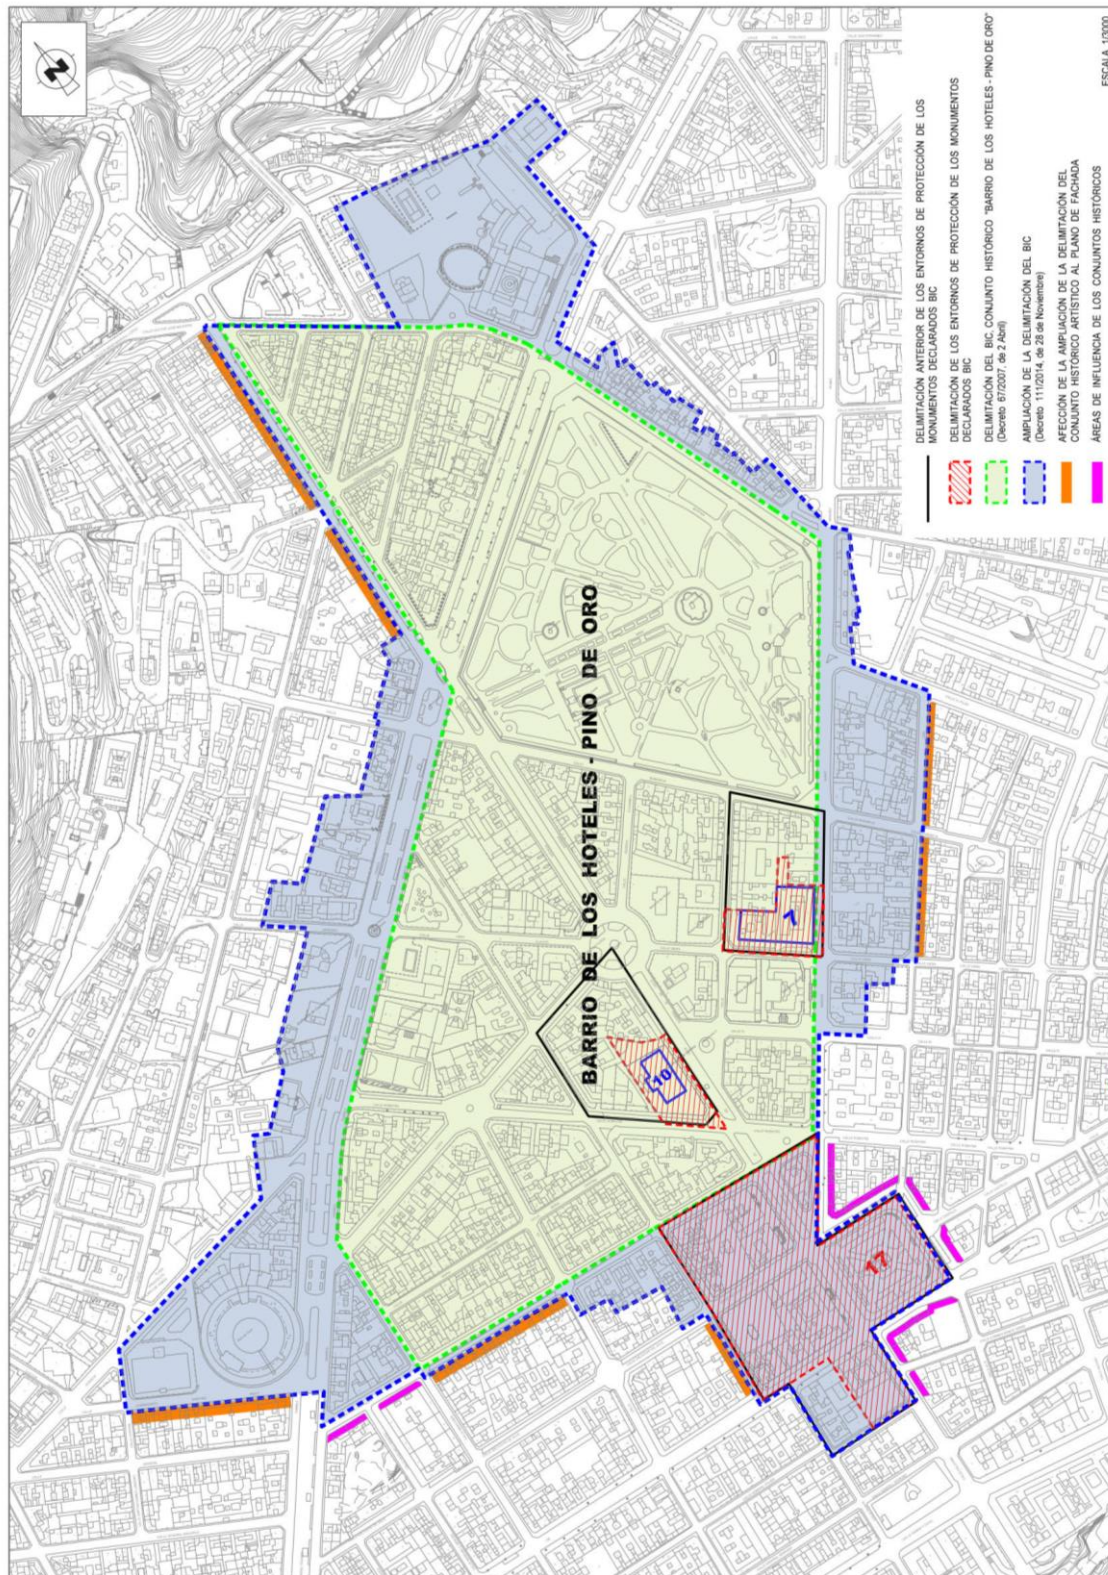 N
BARRIO DE LOS HOTELES - PINO DE ORO
7
10
17
DELIMITACIÓN ANTERIOR DE LOS ENTORNOS DE PROTECCIÓN DE LOS
MONUMENTOS DECLARADOS BIC
DELIMITACIÓN DE LOS ENTORNOS DE PROTECCIÓN DE LOS MONUMENTOS
DECLARADOS BIC
DELIMITACIÓN DEL BIC CONJUNTO HISTÓRICO "BARRIO DE LOS HOTELES - PINO DE ORO"
(Decreto 67/2007, de 2 Abril)
AMPLIACIÓN DE LA DELIMITACIÓN DEL BIC
(Decreto 111/2014, de 28 de Noviembre)
AFECCIÓN DE LA AMPLIACIÓN DE LA DELIMITACIÓN DEL
CONJUNTO HISTÓRICO ARTÍSTICO AL PLANO DE FACHADA
ÁREAS DE INFLUENCIA DE LOS CONJUNTOS HISTÓRICOS
ESCALA 1/3000